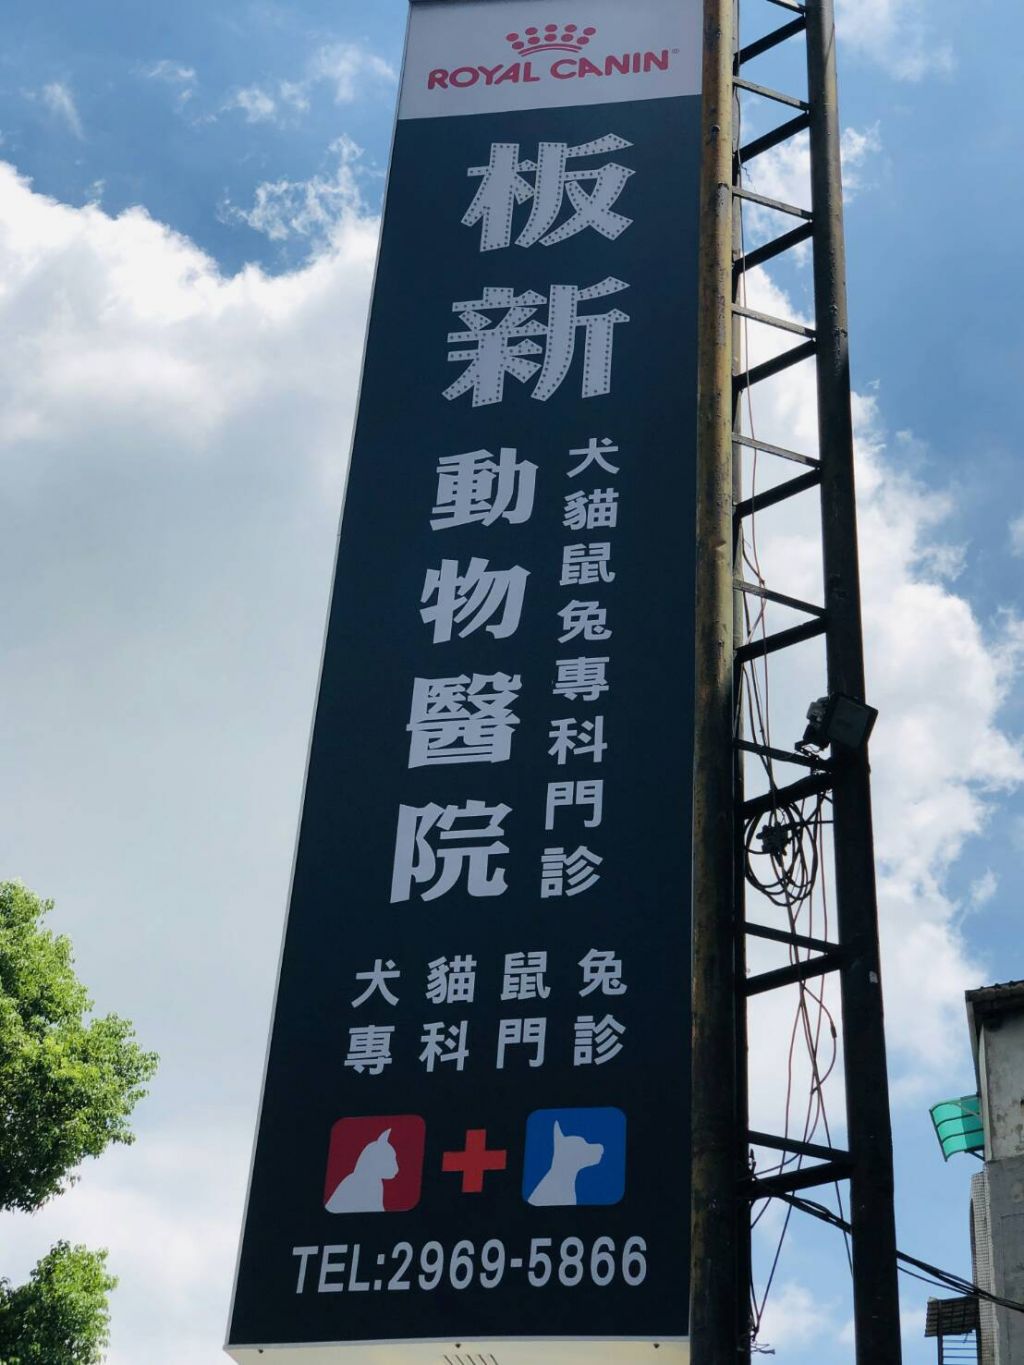 ROYAL CANIN
板新
動物醫院
犬貓鼠兔專科門診
犬貓鼠兔
專科門診
TEL:2969-5866